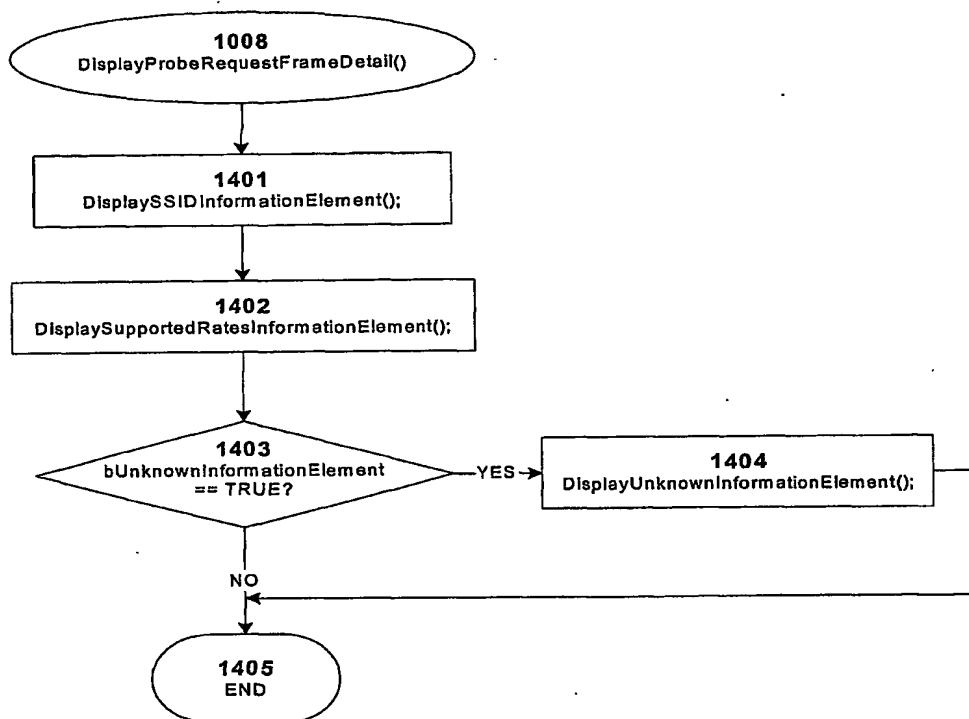 1008
DisplayProbeRequestFrameDetail()
1401
DisplaySSIDInformationElement();
1402
DisplaySupportedRatesInformationElement();
1403
bUnknownInformationElement
== TRUE?
YES
1404
DisplayUnknownInformationElement();
NO
1405
END